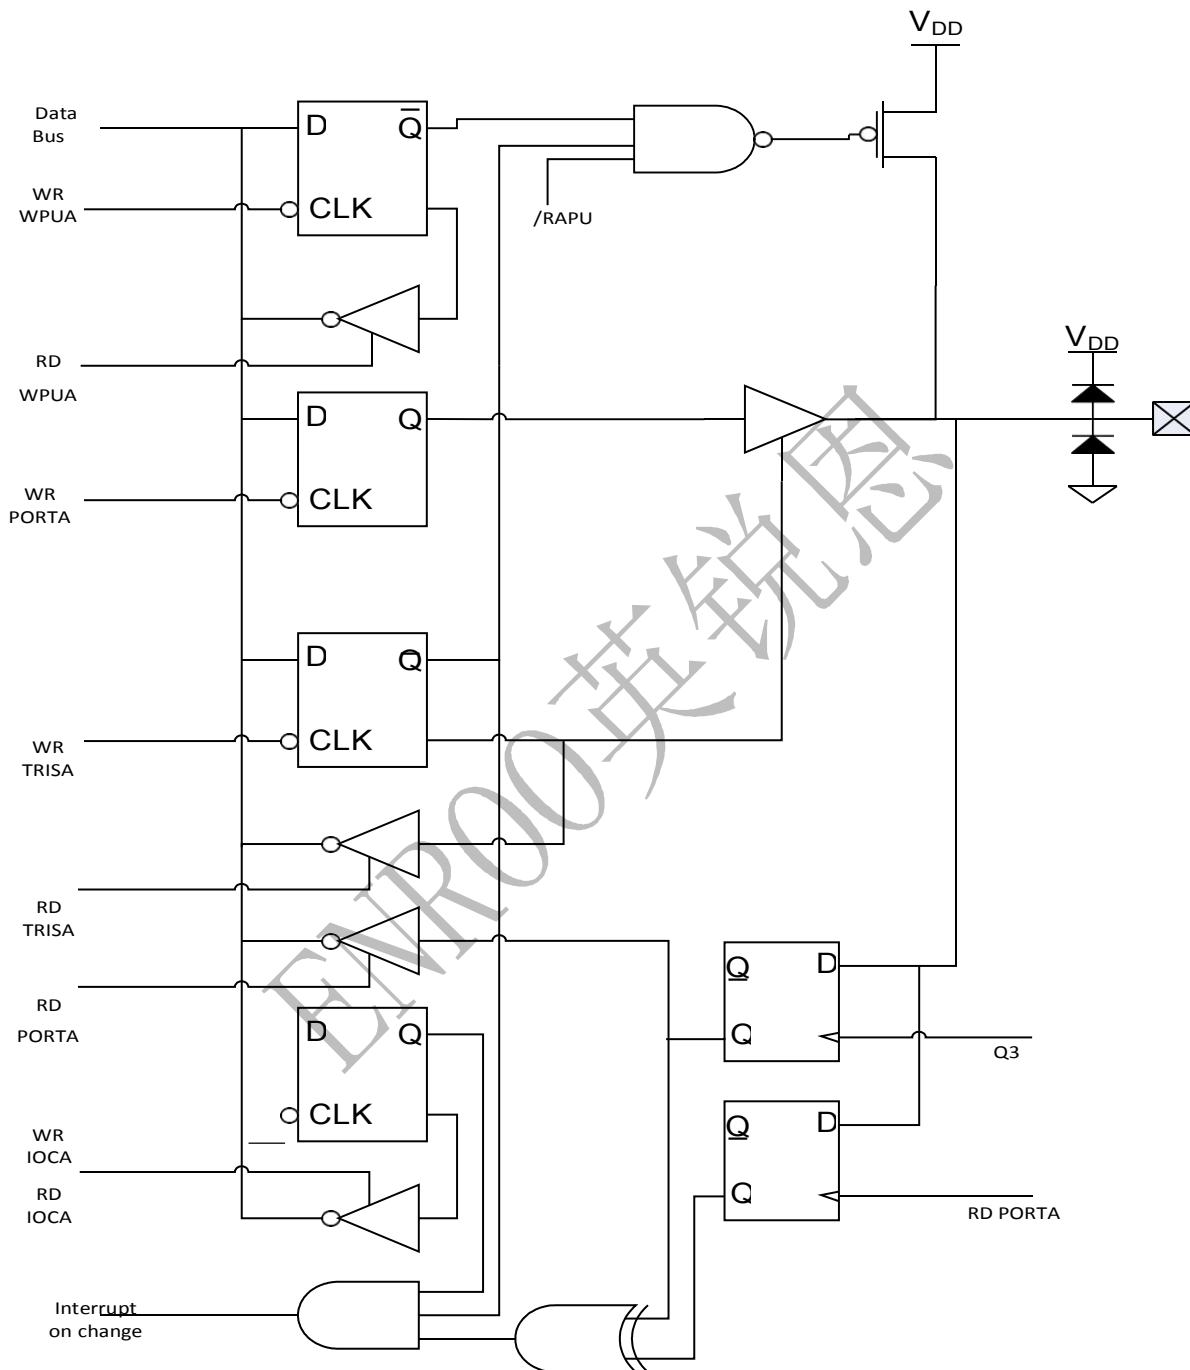 VDD
Data
Bus
D
Q
WR
WPUA
CLK
/RAPU
RD
WPUA
VDD
D
Q
WR
PORTA
CLK
D
Q
WR
TRISA
CLK
RD
TRISA
RD
PORTA
D
Q
CLK
WR
IOCA
RD
IOCA
Q
D
Q
Q3
Q
D
Q
RD PORTA
Interrupt
on change
ENROO英锐恩